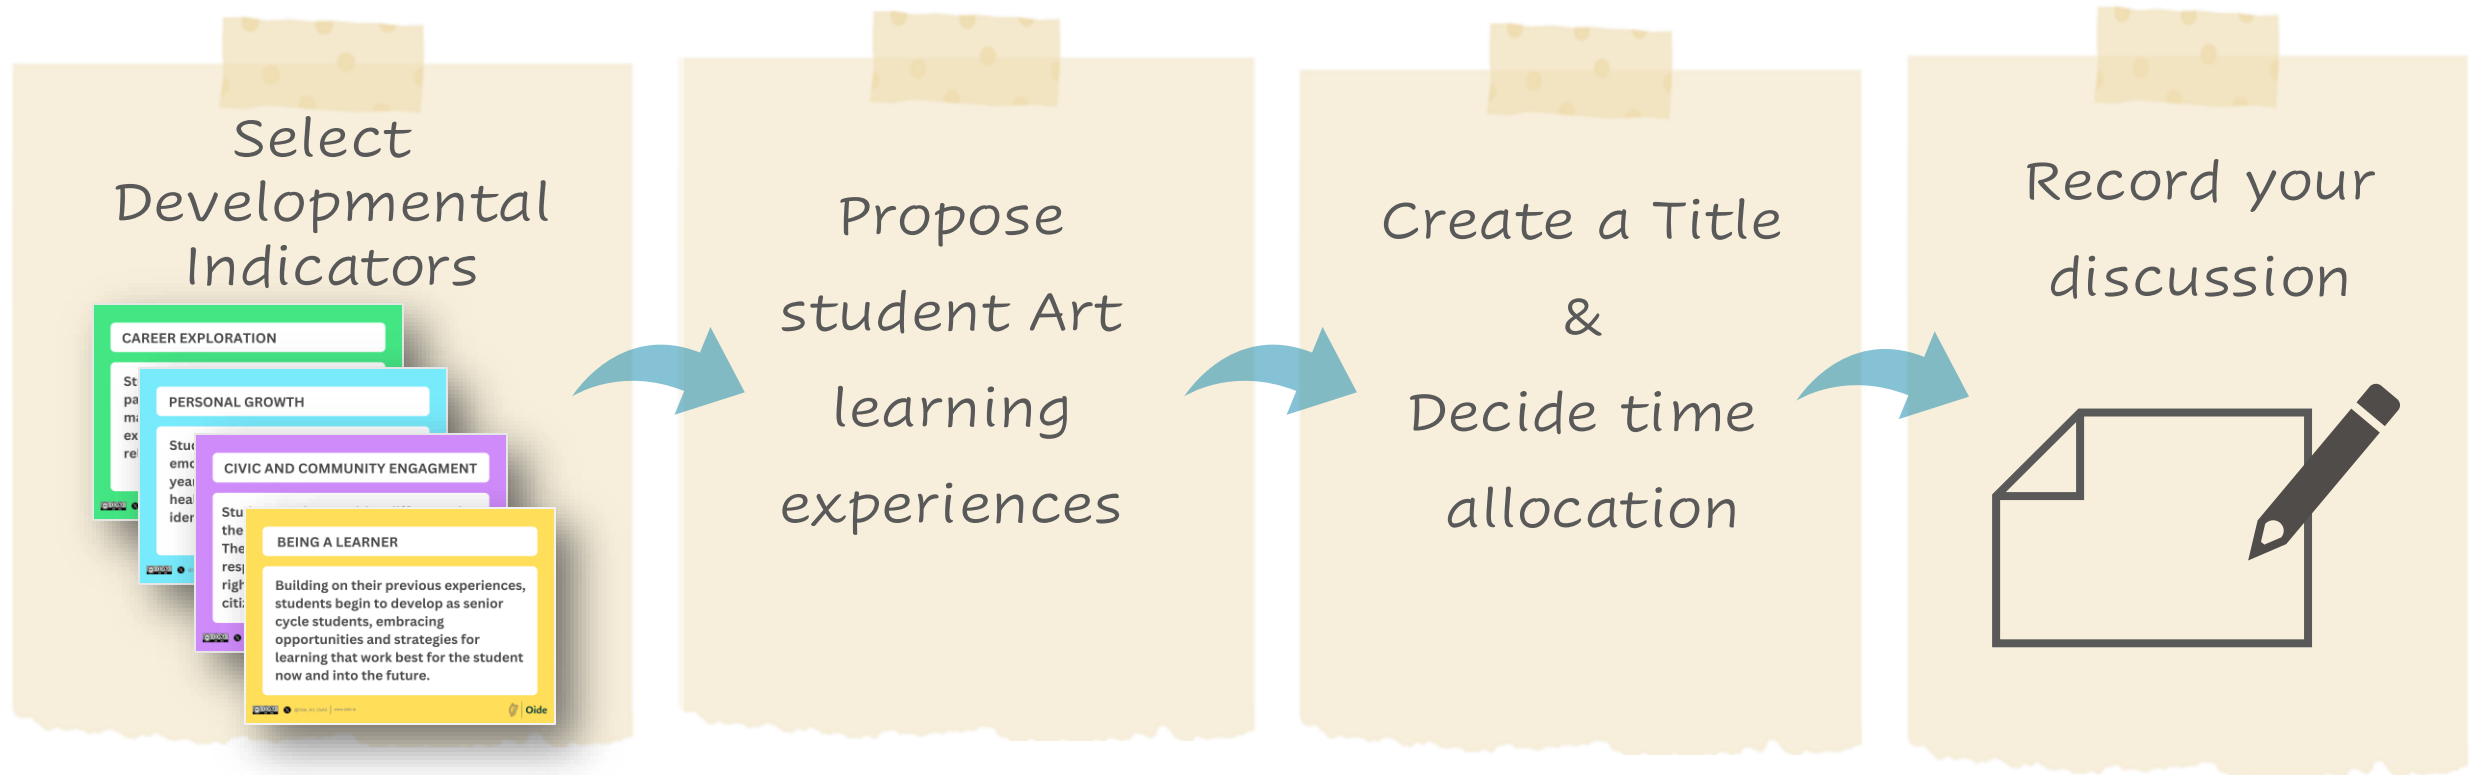 Select
Developmental
Indicators
CAREER EXPLORATION
PERSONAL GROWTH
CIVIC AND COMMUNITY ENGAGMENT
BEING A LEARNER
Building on their previous experiences,
students begin to develop as senior
cycle students, embracing
opportunities and strategies for
learning that work best for the student
now and into the future.
Oide
Propose
student Art
learning
experiences
Create a Title
&
Decide time
allocation
Record your
discussion